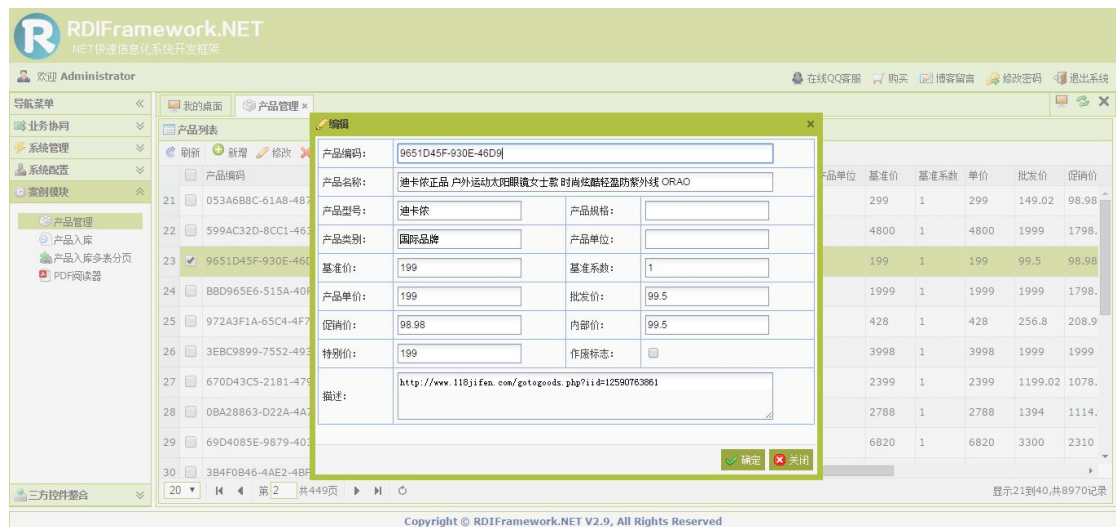 RDIFramework.NET
.NET快速信息化系统开发框架
欢迎 Administrator
在线QQ客服 购买 博客留言 修改密码 退出系统
导航菜单
我的桌面 产品管理
业务协同
系统管理
系统配置
案例模块
产品管理
产品入库
产品入库多表分页
PDF阅读器
三方控件整合
产品列表
刷新 新增 修改
产品编码 产品单位 基准价 基准系数 单价 批发价 促销价
21 053A6B8C-61A8-487 299 1 299 149.02 98.98
22 599AC32D-8CC1-463 4800 1 4800 1999 1798.
23 9651D45F-930E-46D 199 1 199 99.5 98.98
24 BBD965E6-515A-40F 1999 1 1999 1999 1798.
25 972A3F1A-65C4-4F7 428 1 428 256.8 208.9
26 3EBC9899-7552-493 3998 1 3998 1999 1999
27 670D43C5-2181-479 2399 1 2399 1199.02 1078.
28 0BA28863-D22A-4A7 2788 1 2788 1394 1114.
29 69D4085E-9879-403 6820 1 6820 3300 2310
30 3B4F0B46-4AE2-4BF
编辑
产品编码: 9651D45F-930E-46D9
产品名称: 迪卡侬正品 户外运动太阳眼镜女士款 时尚炫酷轻盈防紫外线 ORAO
产品型号: 迪卡侬 产品规格:
产品类别: 国际品牌 产品单位:
基准价: 199 基准系数: 1
产品单价: 199 批发价: 99.5
促销价: 98.98 内部价: 99.5
特别价: 199 作废标志:
描述: http://www.118jifen.com/gotogoods.php?iid=12590763861
确定 关闭
20 第 2 共449页 显示21到40,共8970记录
Copyright © RDIFramework.NET V2.9, All Rights Reserved